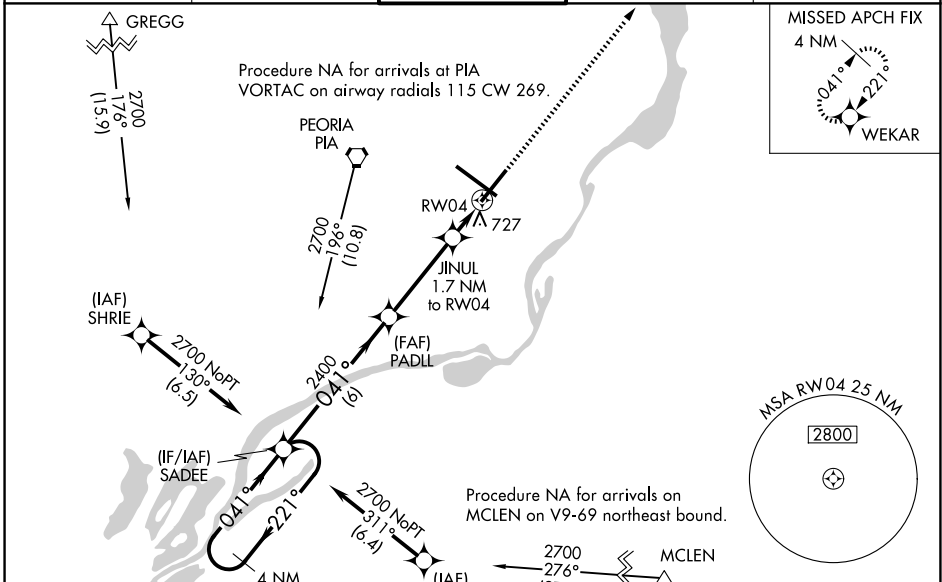 GREGG
2700
176°
(15.9)
Procedure NA for arrivals at PIA
VORTAC on airway radials 115 CW 269.
PEORIA
PIA
2700
196°
(10.8)
MISSED APCH FIX
4 NM
041°
221°
WEKAR
RW04
727
JINUL
1.7 NM
to RW04
(FAF)
PADLL
2400
041°
(6)
(IAF)
SHRIE
2700 NoPT
130°
(6.5)
(IF/IAF)
SADEE
041°
221°
4 NM
2700 NoPT
311°
(6.4)
(IAF)
Procedure NA for arrivals on
MCLEN on V9-69 northeast bound.
2700
276°
MCLEN
MSA RW04 25 NM
2800